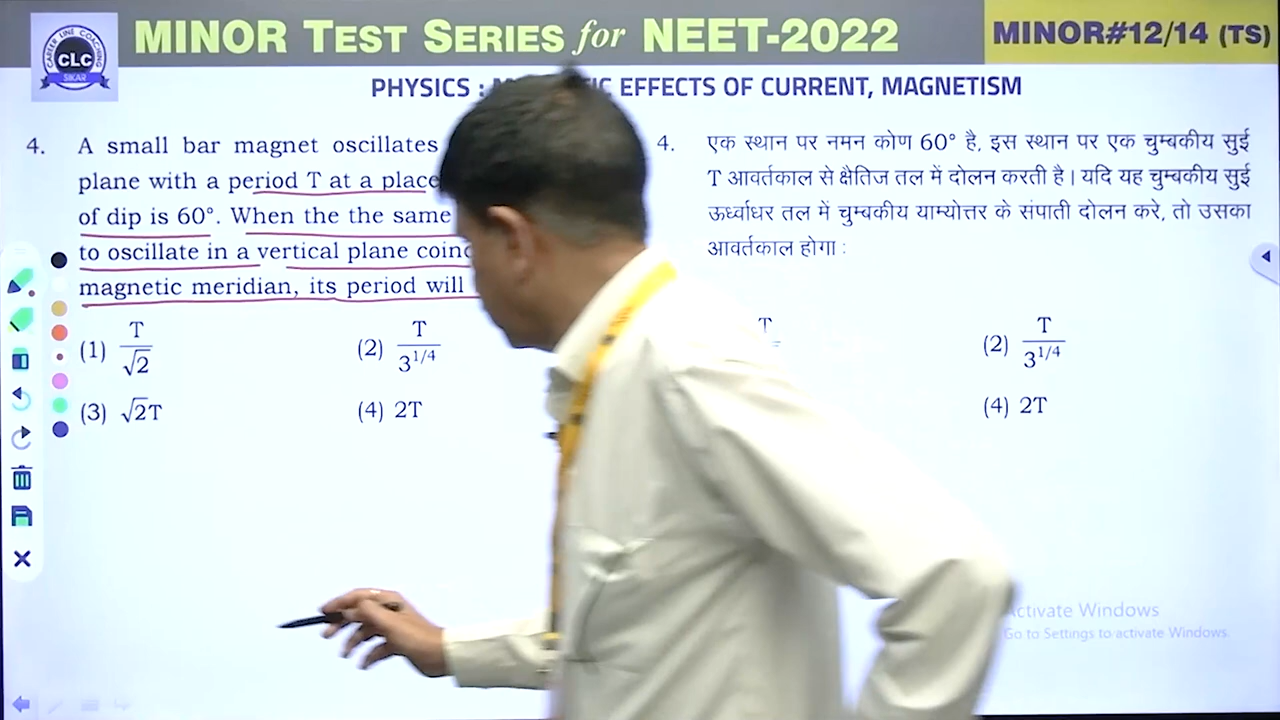 CAREER LINE COACHING
CLC
SIKAR
MINOR TEST SERIES for NEET-2022
MINOR#12/14 (TS)
PHYSICS : EFFECTS OF CURRENT, MAGNETISM
4. A small bar magnet oscillates
plane with a period T at a place
of dip is 60°. When the the same
to oscillate in a vertical plane
magnetic meridian, its period will
(1) T/√2
(2) T/3^1/4
(3) √2T
(4) 2T
4. एक स्थान पर नमन कोण 60° है, इस स्थान पर एक चुम्बकीय सुई
T आवर्तकाल से क्षैतिज तल में दोलन करती है। यदि यह चुम्बकीय सुई
ऊर्ध्वाधर तल में चुम्बकीय याम्योत्तर के संपाती दोलन करे, तो उसका
आवर्तकाल होगा :
T
(2) T/3^1/4
(4) 2T
Activate Windows
Go to Settings to activate Windows.